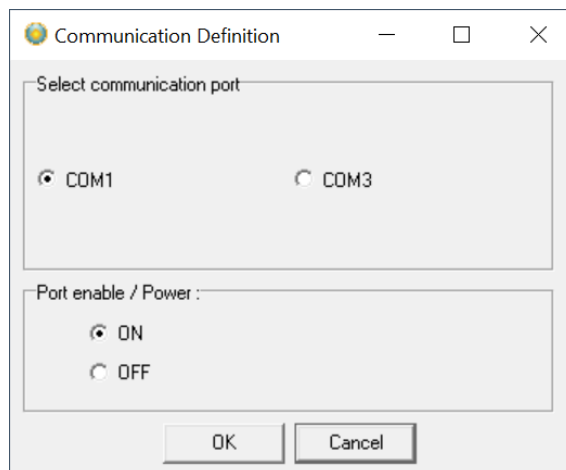 Communication Definition
Select communication port
COM1 COM3
Port enable / Power :
ON
OFF
OK Cancel